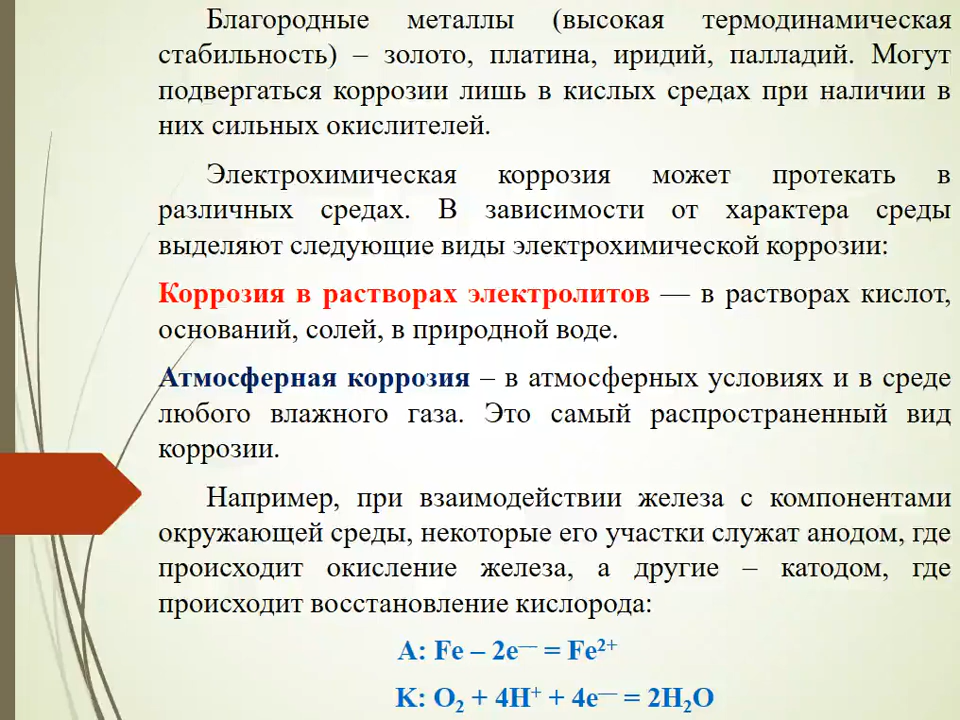 Благородные металлы (высокая термодинамическая
стабильность) – золото, платина, иридий, палладий. Могут
подвергаться коррозии лишь в кислых средах при наличии в
них сильных окислителей.
Электрохимическая коррозия может протекать в
различных средах. В зависимости от характера среды
выделяют следующие виды электрохимической коррозии:
Коррозия в растворах электролитов — в растворах кислот,
оснований, солей, в природной воде.
Атмосферная коррозия – в атмосферных условиях и в среде
любого влажного газа. Это самый распространенный вид
коррозии.
Например, при взаимодействии железа с компонентами
окружающей среды, некоторые его участки служат анодом, где
происходит окисление железа, а другие – катодом, где
происходит восстановление кислорода:
А: Fe – 2e⁻ = Fe²⁺
K: O₂ + 4H⁺ + 4e⁻ = 2H₂O